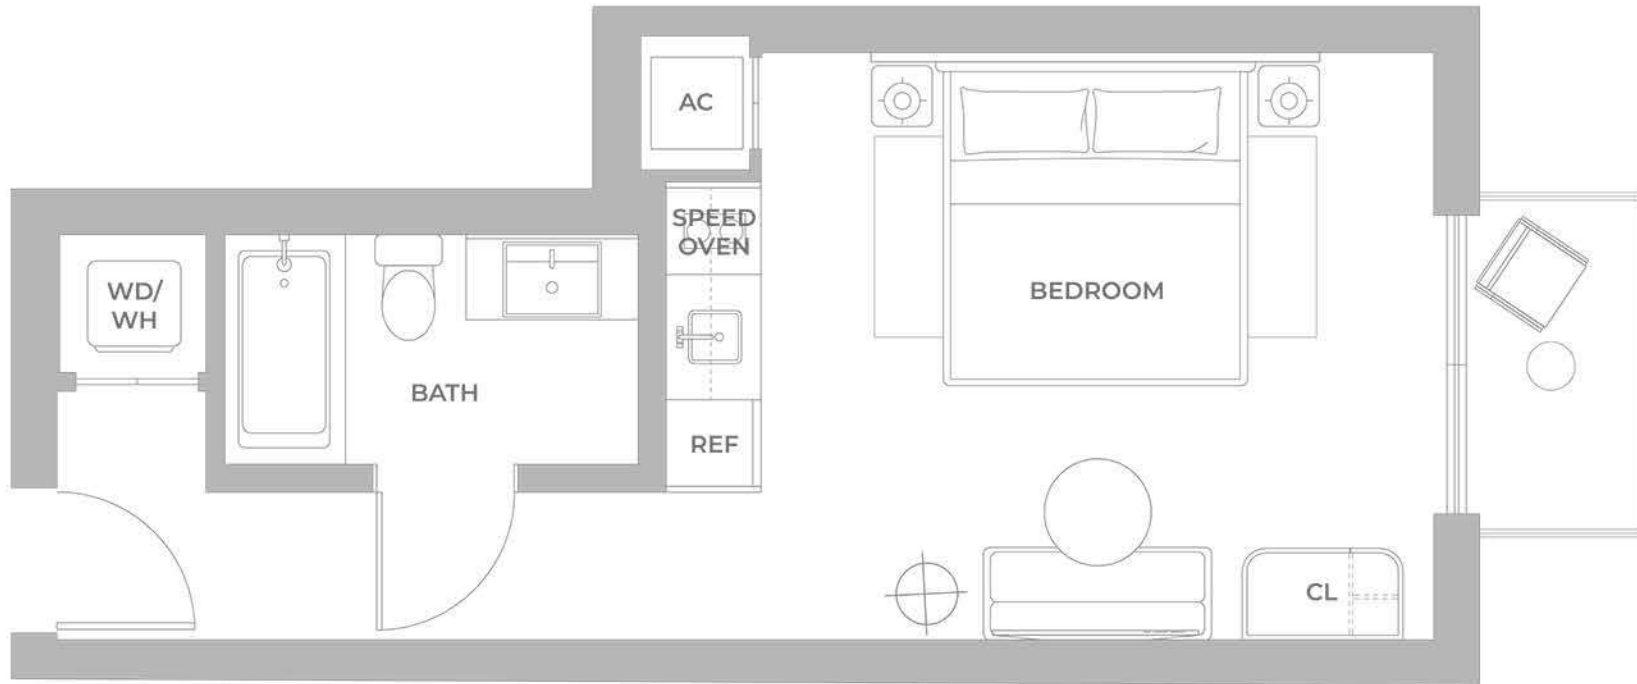 AC
SPEED
OVEN
WD/
WH
BEDROOM
BATH
REF
CL